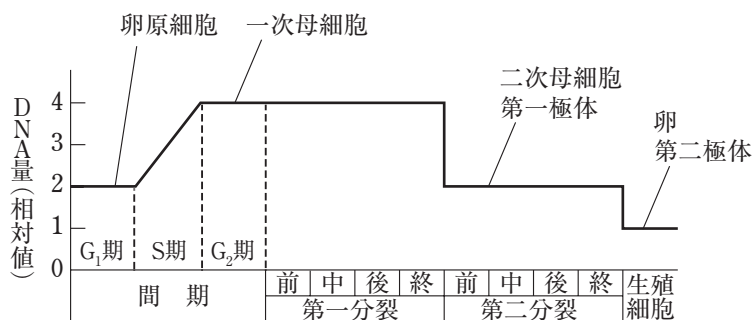 卵原細胞
一次母細胞
二次母細胞
第一極体
卵
第二極体
DNA量(相対値)
4
3
2
1
0
G₁期
S期
G₂期
間 期
前 中 後 終
第一分裂
前 中 後 終
第二分裂
生殖
細胞